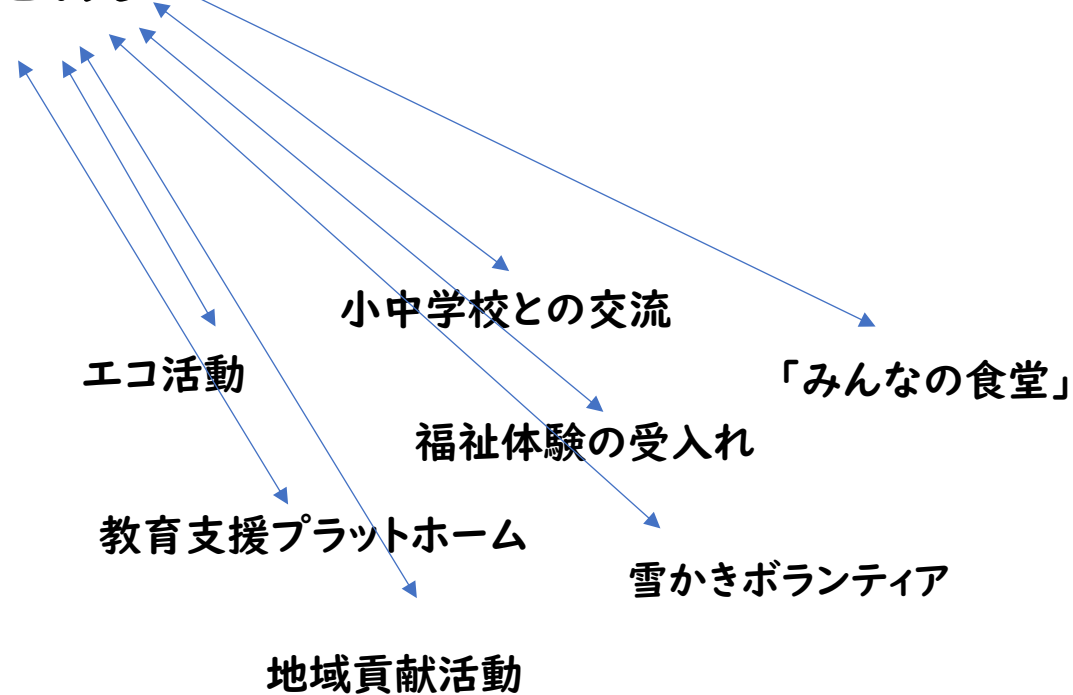 小中学校との交流
エコ活動
「みんなの食堂」
福祉体験の受入れ
教育支援プラットホーム
雪かきボランティア
地域貢献活動